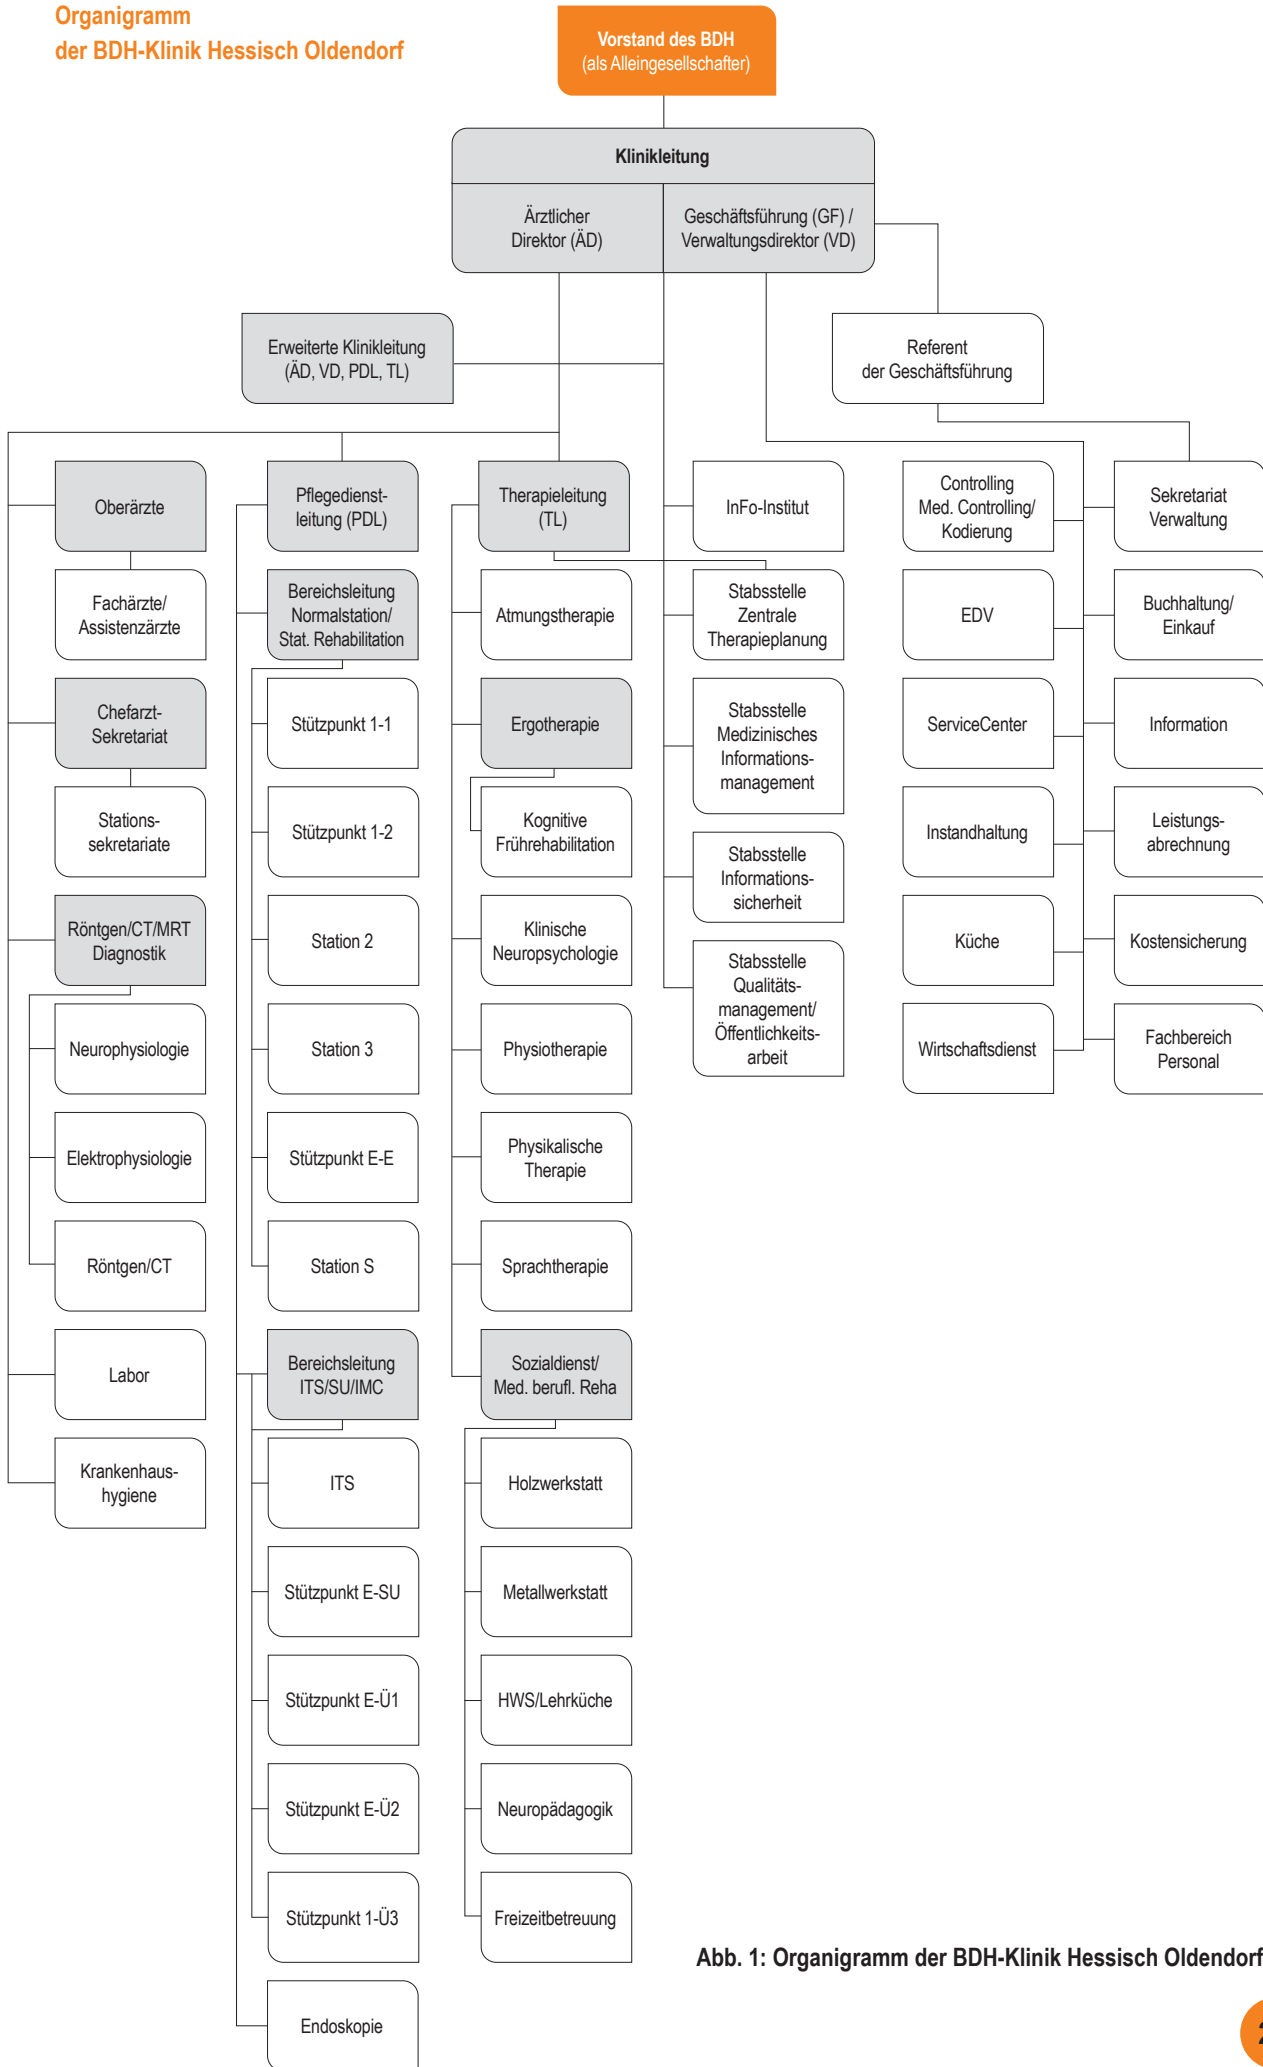 Organigramm
der BDH-Klinik Hessisch Oldendorf
Vorstand des BDH
(als Alleingesellschafter)
Klinikleitung
Ärztlicher
Direktor (ÄD)
Geschäftsführung (GF) /
Verwaltungsdirektor (VD)
Erweiterte Klinikleitung
(ÄD, VD, PDL, TL)
Referent
der Geschäftsführung
Oberärzte
Fachärzte/
Assistenzärzte
Chefarzt-
Sekretariat
Stations-
sekretariate
Röntgen/CT/MRT
Diagnostik
Neurophysiologie
Elektrophysiologie
Röntgen/CT
Labor
Krankenhaus-
hygiene
Pflegedienst-
leitung (PDL)
Bereichsleitung
Normalstation/
Stat. Rehabilitation
Stützpunkt 1-1
Stützpunkt 1-2
Station 2
Station 3
Stützpunkt E-E
Station S
Bereichsleitung
ITS/SU/IMC
ITS
Stützpunkt E-SU
Stützpunkt E-Ü1
Stützpunkt E-Ü2
Stützpunkt 1-Ü3
Endoskopie
Therapieleitung
(TL)
Atmungstherapie
Ergotherapie
Kognitive
Frührehabilitation
Klinische
Neuropsychologie
Physiotherapie
Physikalische
Therapie
Sprachtherapie
Sozialdienst/
Med. berufl. Reha
Holzwerkstatt
Metallwerkstatt
HWS/Lehrküche
Neuropädagogik
Freizeitbetreuung
InFo-Institut
Stabsstelle
Zentrale
Therapieplanung
Stabsstelle
Medizinisches
Informations-
management
Stabsstelle
Informations-
sicherheit
Stabsstelle
Qualitäts-
management/
Öffentlichkeits-
arbeit
Controlling
Med. Controlling/
Kodierung
EDV
ServiceCenter
Instandhaltung
Küche
Wirtschaftsdienst
Sekretariat
Verwaltung
Buchhaltung/
Einkauf
Information
Leistungs-
abrechnung
Kostensicherung
Fachbereich
Personal
Abb. 1: Organigramm der BDH-Klinik Hessisch Oldendorf